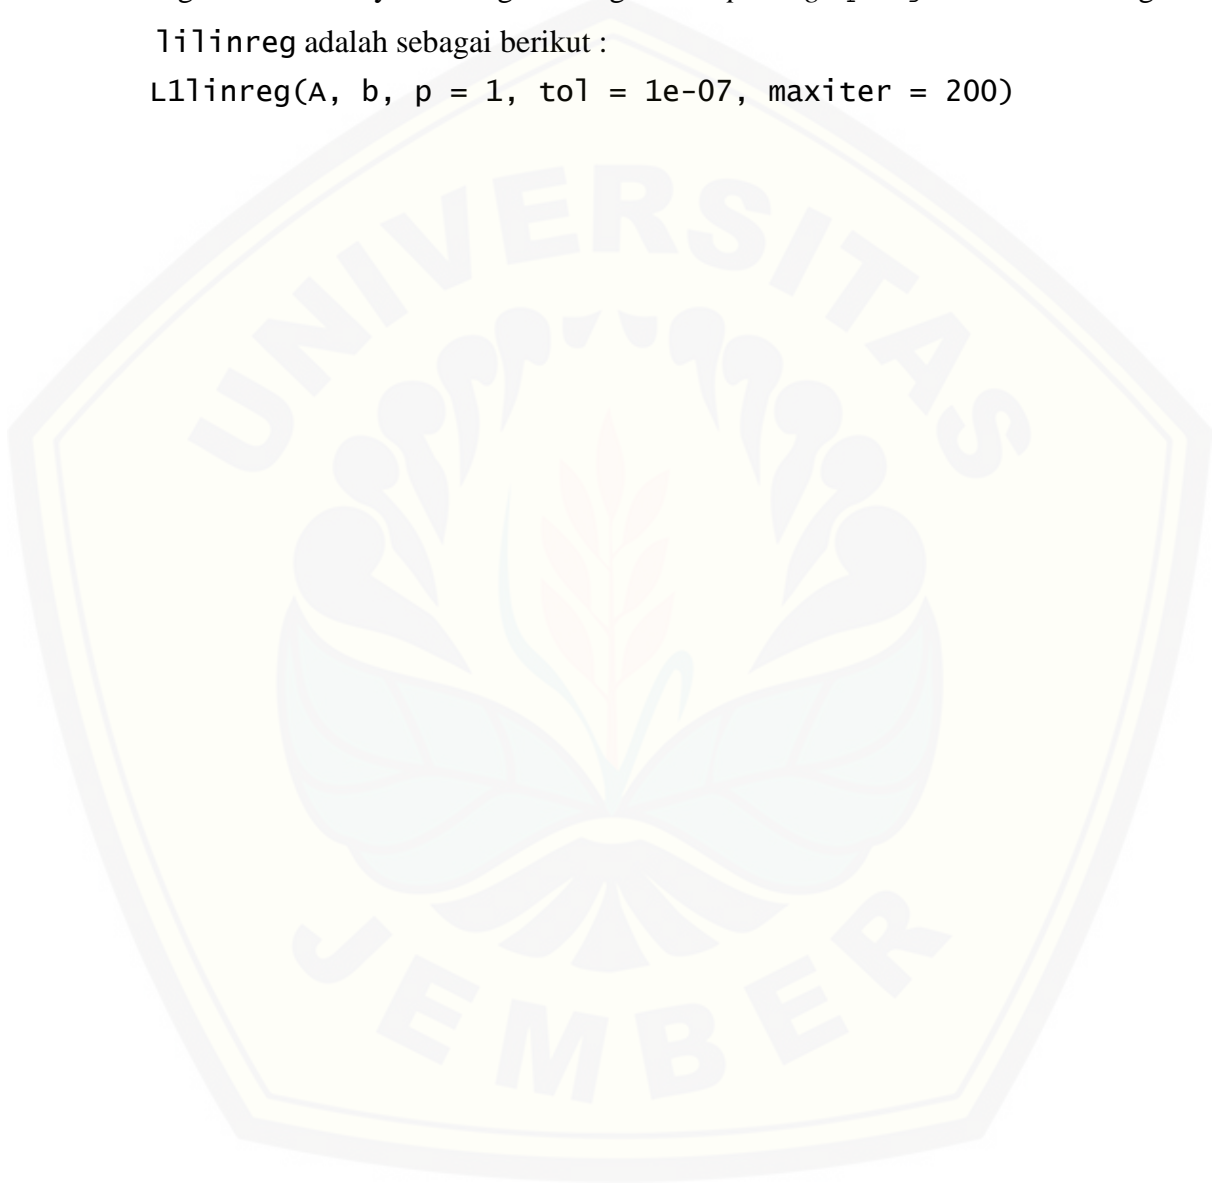 lilinreg adalah sebagai berikut :
L1linreg(A, b, p = 1, tol = 1e-07, maxiter = 200)
UNIVERSITAS
JEMBER